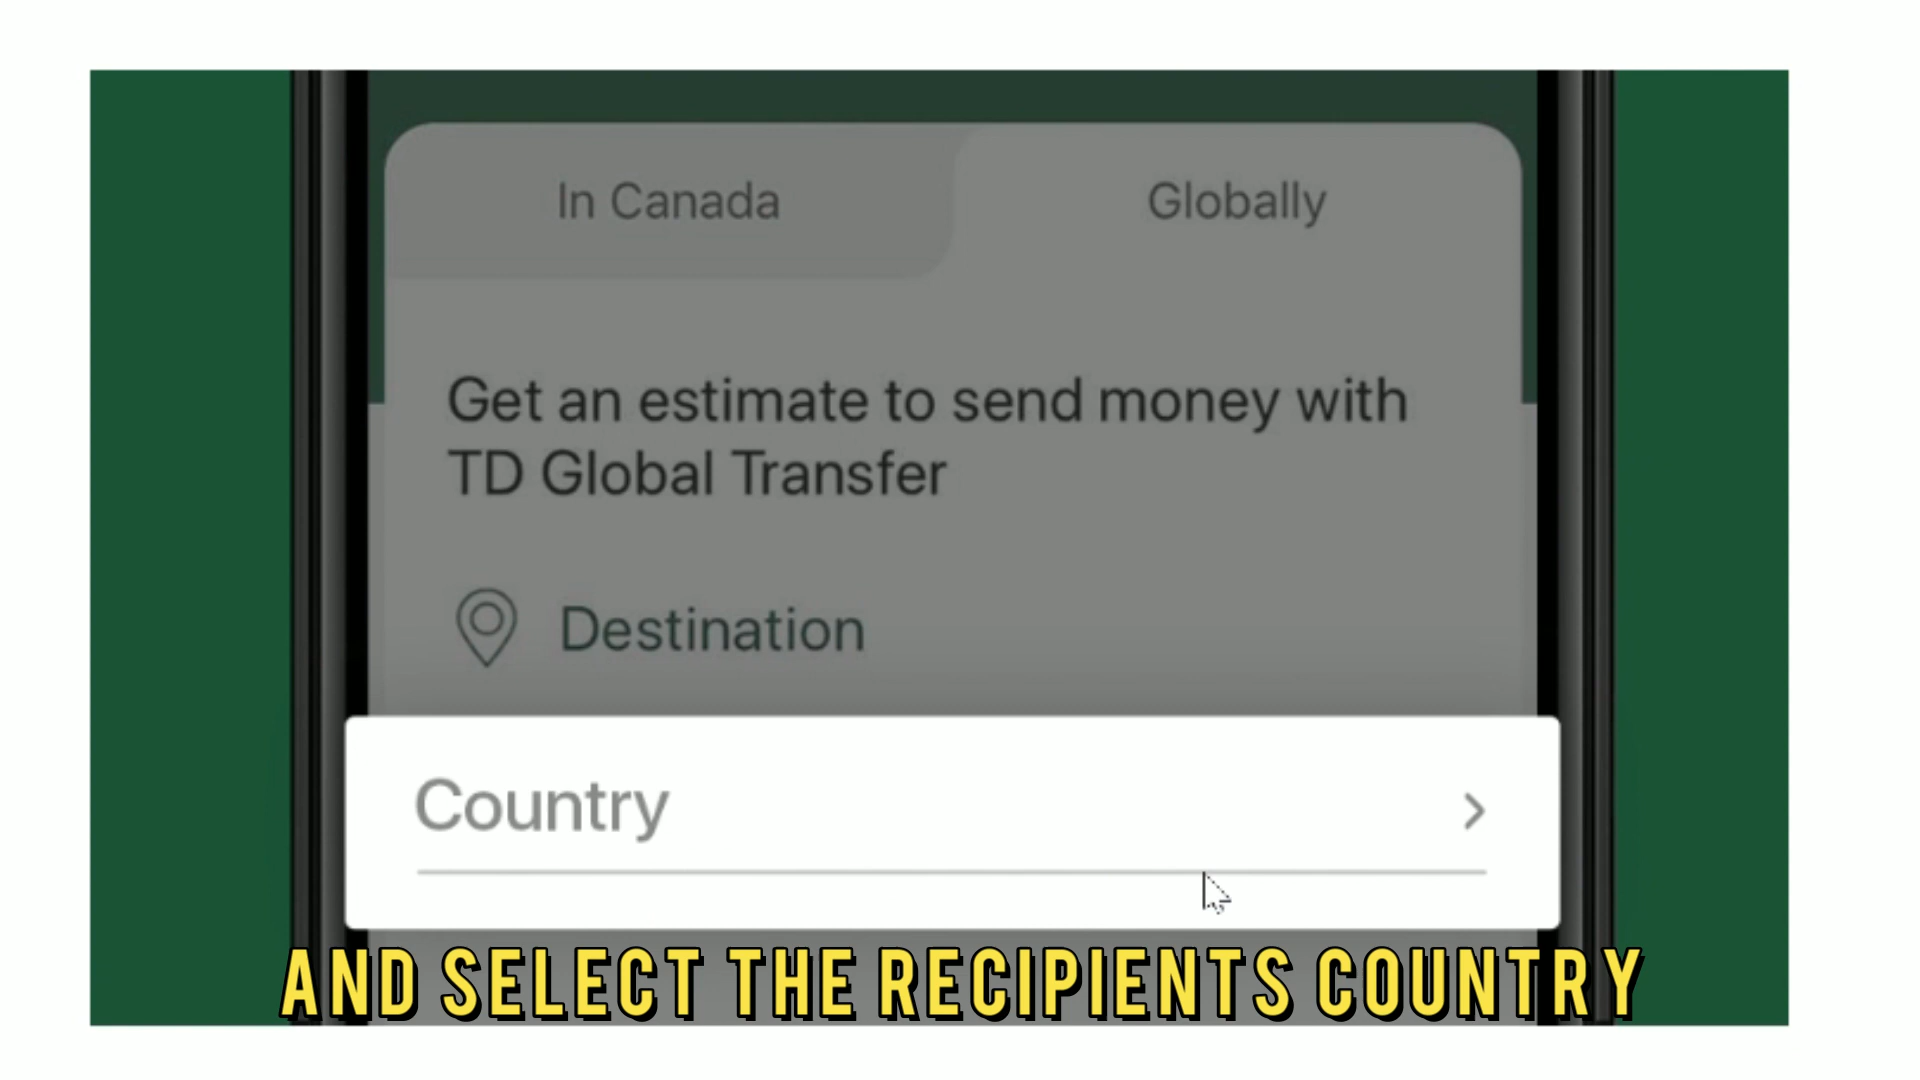 In Canada
Globally
Get an estimate to send money with
TD Global Transfer
Destination
Country
AND SELECT THE RECIPIENTS COUNTRY